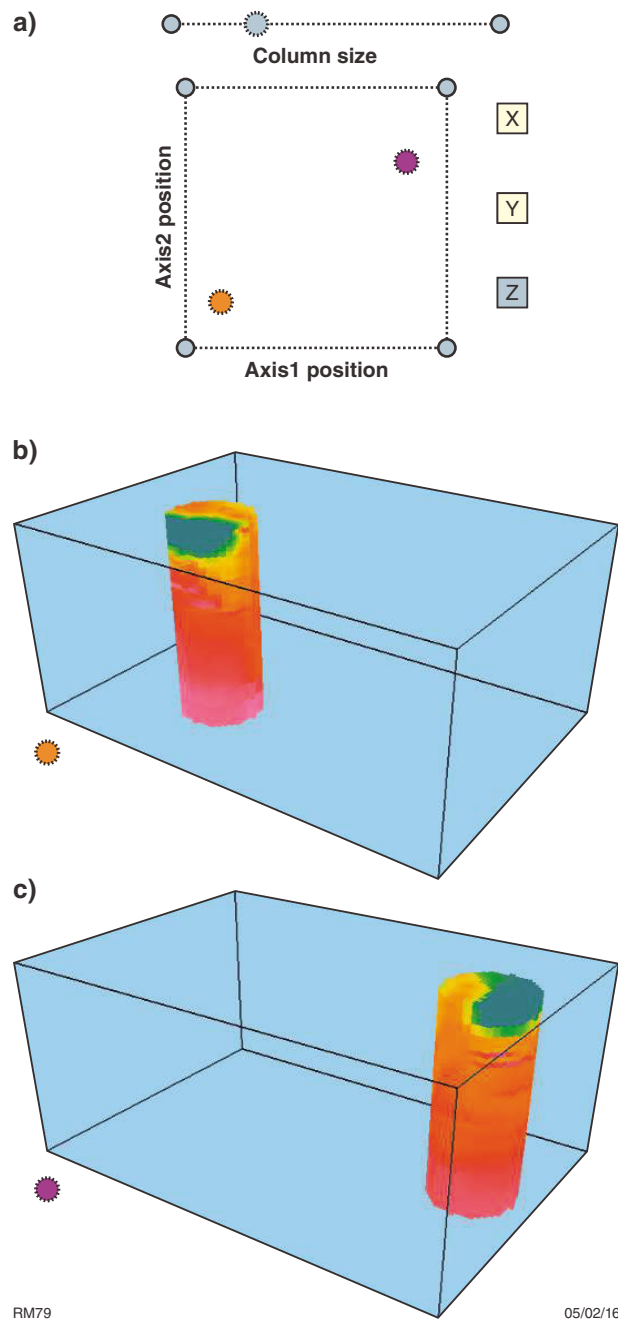 a)
Column size
X
Axis2 position
Y
Z
Axis1 position
b)
c)
RM79 05/02/16